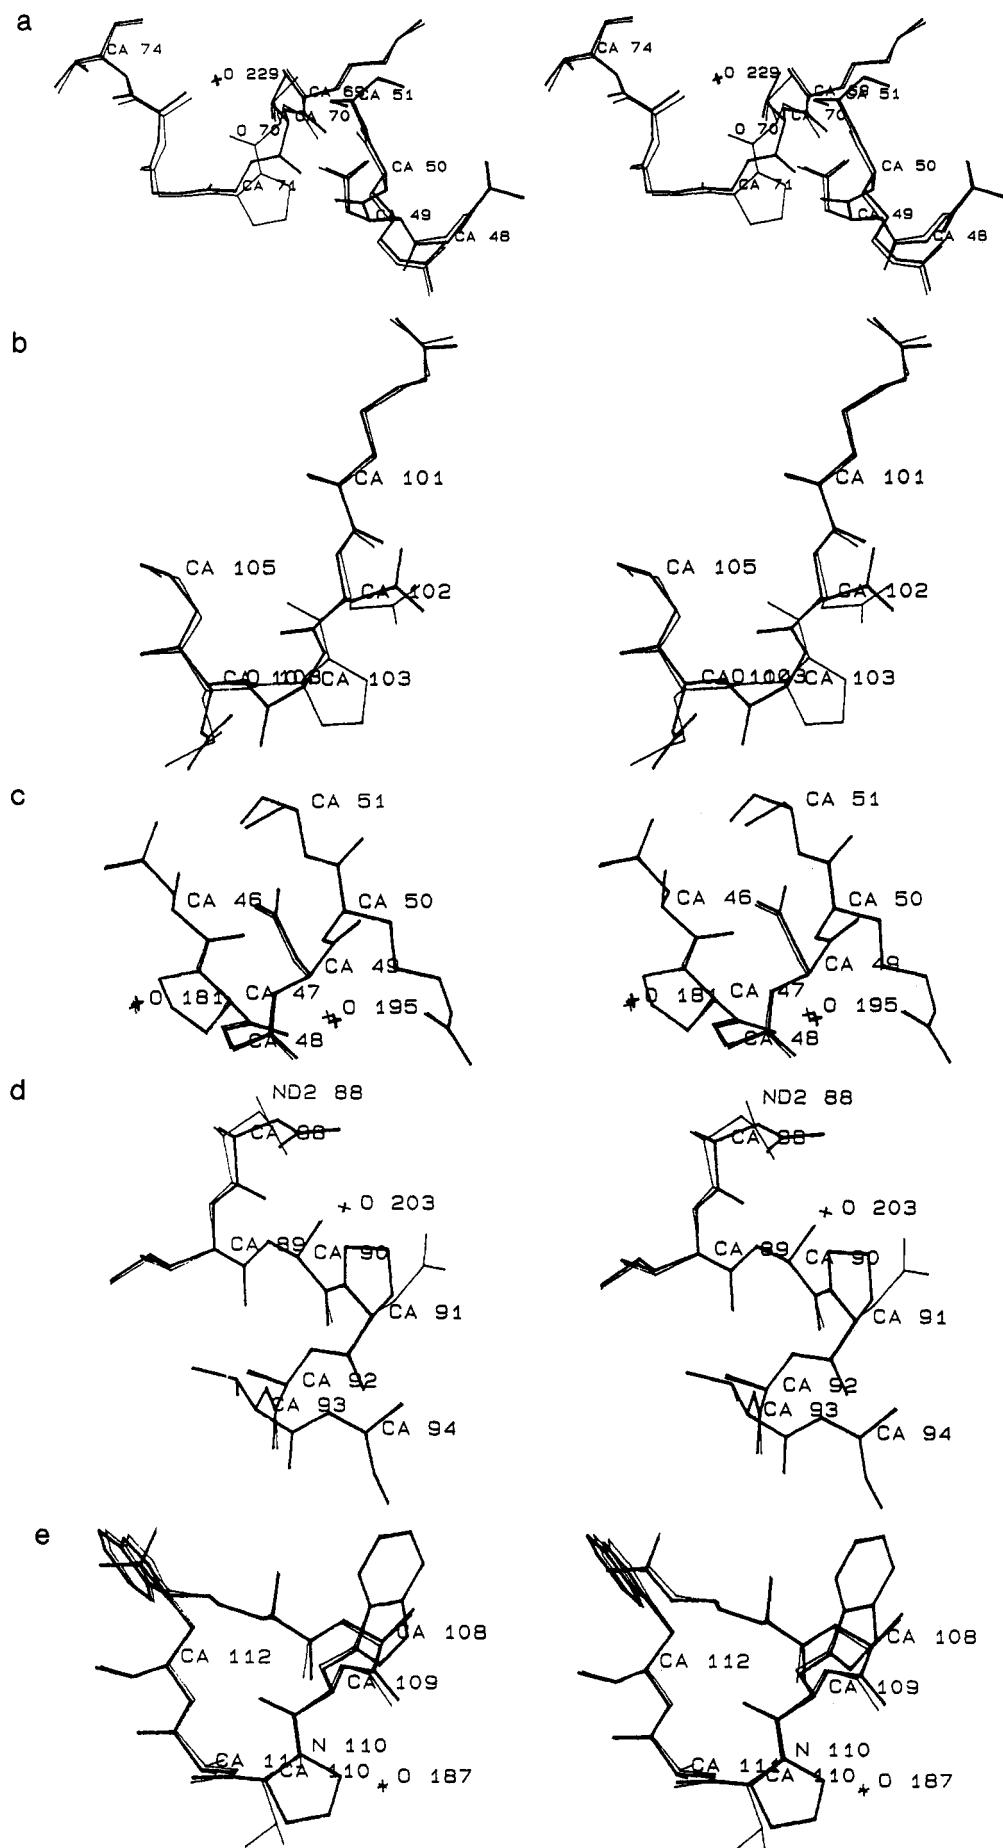 a
CA 74
CA 74
O 229
O 229
CA 69
CA 51
CA 51
CA 70
CA 70
O 70
O 70
CA 50
CA 50
CA 71
CA 71
CA 49
CA 49
CA 48
CA 48
b
CA 101
CA 101
CA 105
CA 105
CA 102
CA 102
CA 103
CA 103
c
CA 51
CA 51
CA 46
CA 46
CA 50
CA 50
CA 49
CA 49
O 181
O 181
CA 47
CA 47
O 195
O 195
CA 48
CA 48
d
ND2 88
ND2 88
CA 88
CA 88
O 203
O 203
CA 89
CA 89
CA 90
CA 90
CA 91
CA 91
CA 92
CA 92
CA 93
CA 93
CA 94
CA 94
e
CA 108
CA 108
CA 112
CA 112
CA 109
CA 109
N 110
N 110
CA 110
CA 110
O 187
O 187